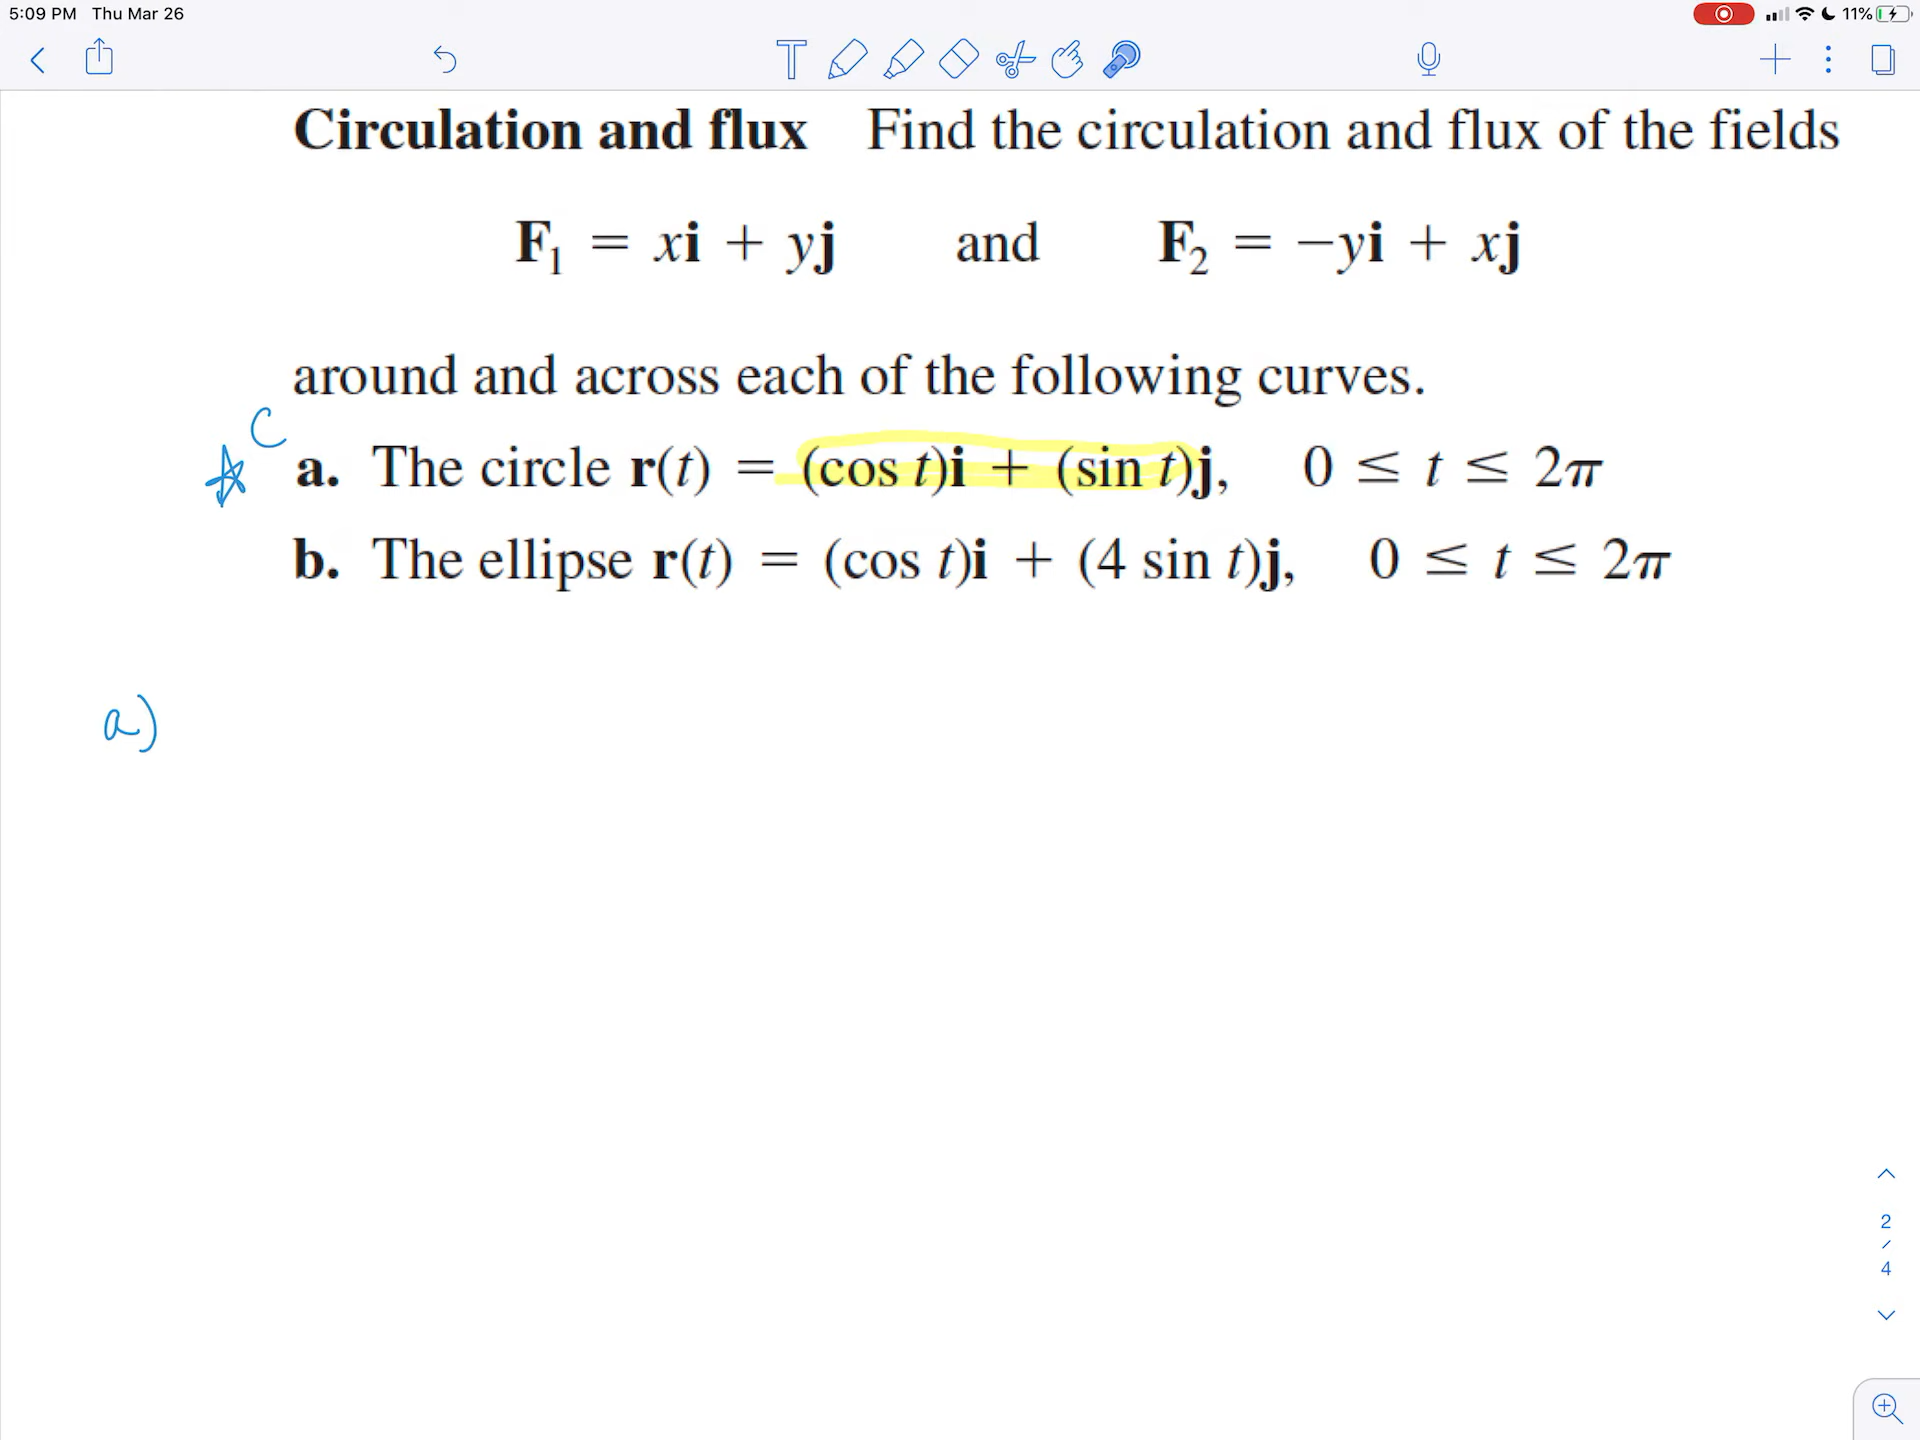 5:09 PM Thu Mar 26
11%
T
Circulation and flux Find the circulation and flux of the fields
F₁ = xi + yj and F₂ = −yi + xj
around and across each of the following curves.
C
a. The circle r(t) = (cos t)i + (sin t)j, 0 ≤ t ≤ 2π
b. The ellipse r(t) = (cos t)i + (4 sin t)j, 0 ≤ t ≤ 2π
a)
2
/
4